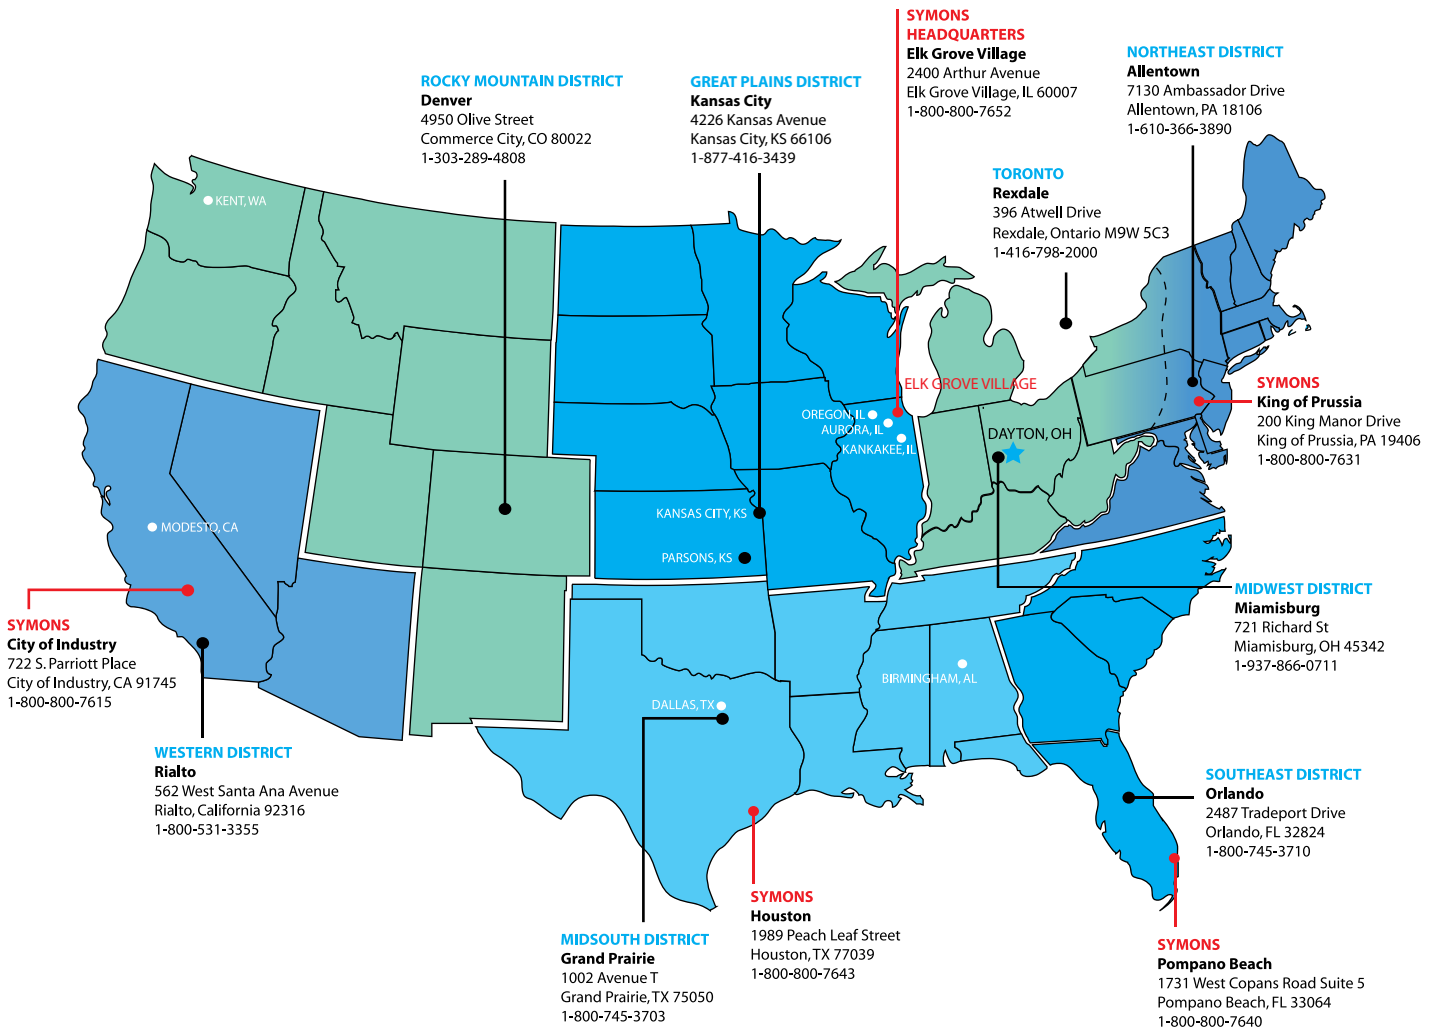 SYMONS
HEADQUARTERS
Elk Grove Village
2400 Arthur Avenue
Elk Grove Village, IL 60007
1-800-800-7652
NORTHEAST DISTRICT
Allentown
7130 Ambassador Drive
Allentown, PA 18106
1-610-366-3890
ROCKY MOUNTAIN DISTRICT
Denver
4950 Olive Street
Commerce City, CO 80022
1-303-289-4808
GREAT PLAINS DISTRICT
Kansas City
4226 Kansas Avenue
Kansas City, KS 66106
1-877-416-3439
TORONTO
Rexdale
396 Atwell Drive
Rexdale, Ontario M9W 5C3
1-416-798-2000
KENT, WA
ELK GROVE VILLAGE
OREGON, IL
AURORA, IL
KANKAKEE, IL
DAYTON, OH
SYMONS
King of Prussia
200 King Manor Drive
King of Prussia, PA 19406
1-800-800-7631
KANSAS CITY, KS
MODESTO, CA
PARSONS, KS
SYMONS
City of Industry
722 S. Parriott Place
City of Industry, CA 91745
1-800-800-7615
MIDWEST DISTRICT
Miamisburg
721 Richard St
Miamisburg, OH 45342
1-937-866-0711
BIRMINGHAM, AL
DALLAS, TX
WESTERN DISTRICT
Rialto
562 West Santa Ana Avenue
Rialto, California 92316
1-800-531-3355
SOUTHEAST DISTRICT
Orlando
2487 Tradeport Drive
Orlando, FL 32824
1-800-745-3710
SYMONS
Houston
1989 Peach Leaf Street
Houston, TX 77039
1-800-800-7643
MIDSOUTH DISTRICT
Grand Prairie
1002 Avenue T
Grand Prairie, TX 75050
1-800-745-3703
SYMONS
Pompano Beach
1731 West Copans Road Suite 5
Pompano Beach, FL 33064
1-800-800-7640